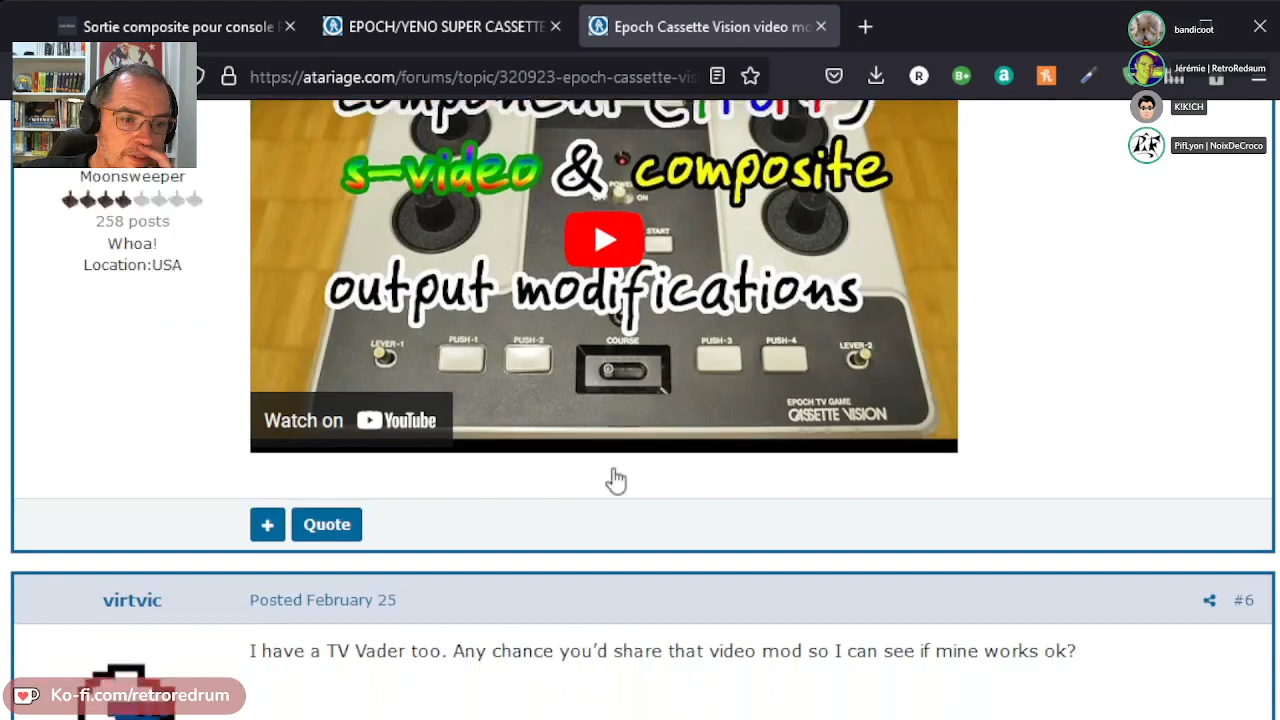 Sortie composite pour console
EPOCH/YENO SUPER CASSETTE
Epoch Cassette Vision video mo
https://atariage.com/forums/topic/320923-epoch-cassette-vis
bandicoot
Jérémie | RetroRedrum
K!K!CH
PifLyon | NoixDeCroco
Moonsweeper
258 posts
Whoa!
Location:USA
s-video & composite
output modifications
POWER
OFF ON
START
LEVER-1
PUSH-1
PUSH-2
COURSE
PUSH-3
PUSH-4
LEVER-2
EPOCH TV GAME
CASSETTE VISION
Watch on YouTube
+ Quote
virtvic
Posted February 25
#6
I have a TV Vader too. Any chance you’d share that video mod so I can see if mine works ok?
Ko-fi.com/retroredrum